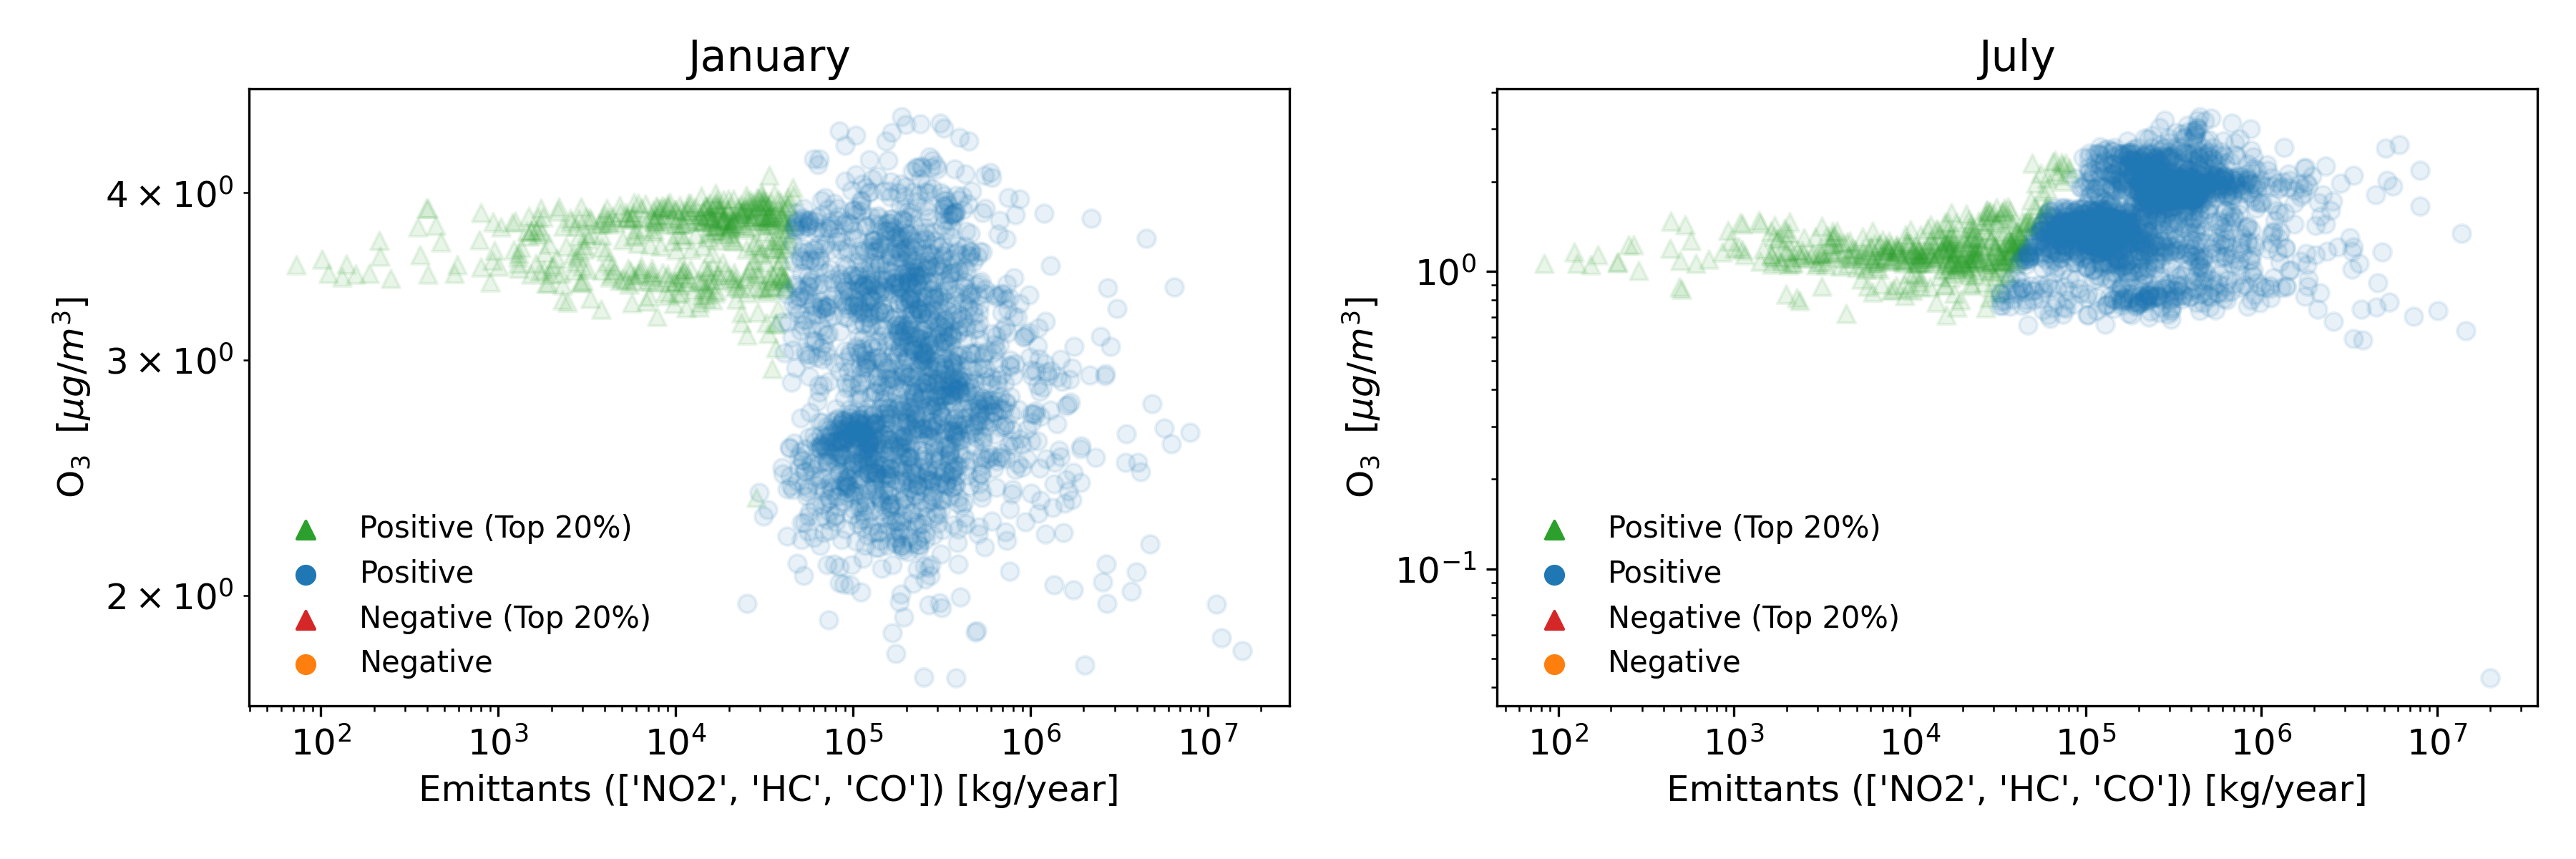 January
4 × 10⁰
3 × 10⁰
2 × 10⁰
O₃ [μg/m³]
Positive (Top 20%)
Positive
Negative (Top 20%)
Negative
10² 10³ 10⁴ 10⁵ 10⁶ 10⁷
Emittants (['NO2', 'HC', 'CO']) [kg/year]
July
10⁰
10⁻¹
O₃ [μg/m³]
Positive (Top 20%)
Positive
Negative (Top 20%)
Negative
10² 10³ 10⁴ 10⁵ 10⁶ 10⁷
Emittants (['NO2', 'HC', 'CO']) [kg/year]